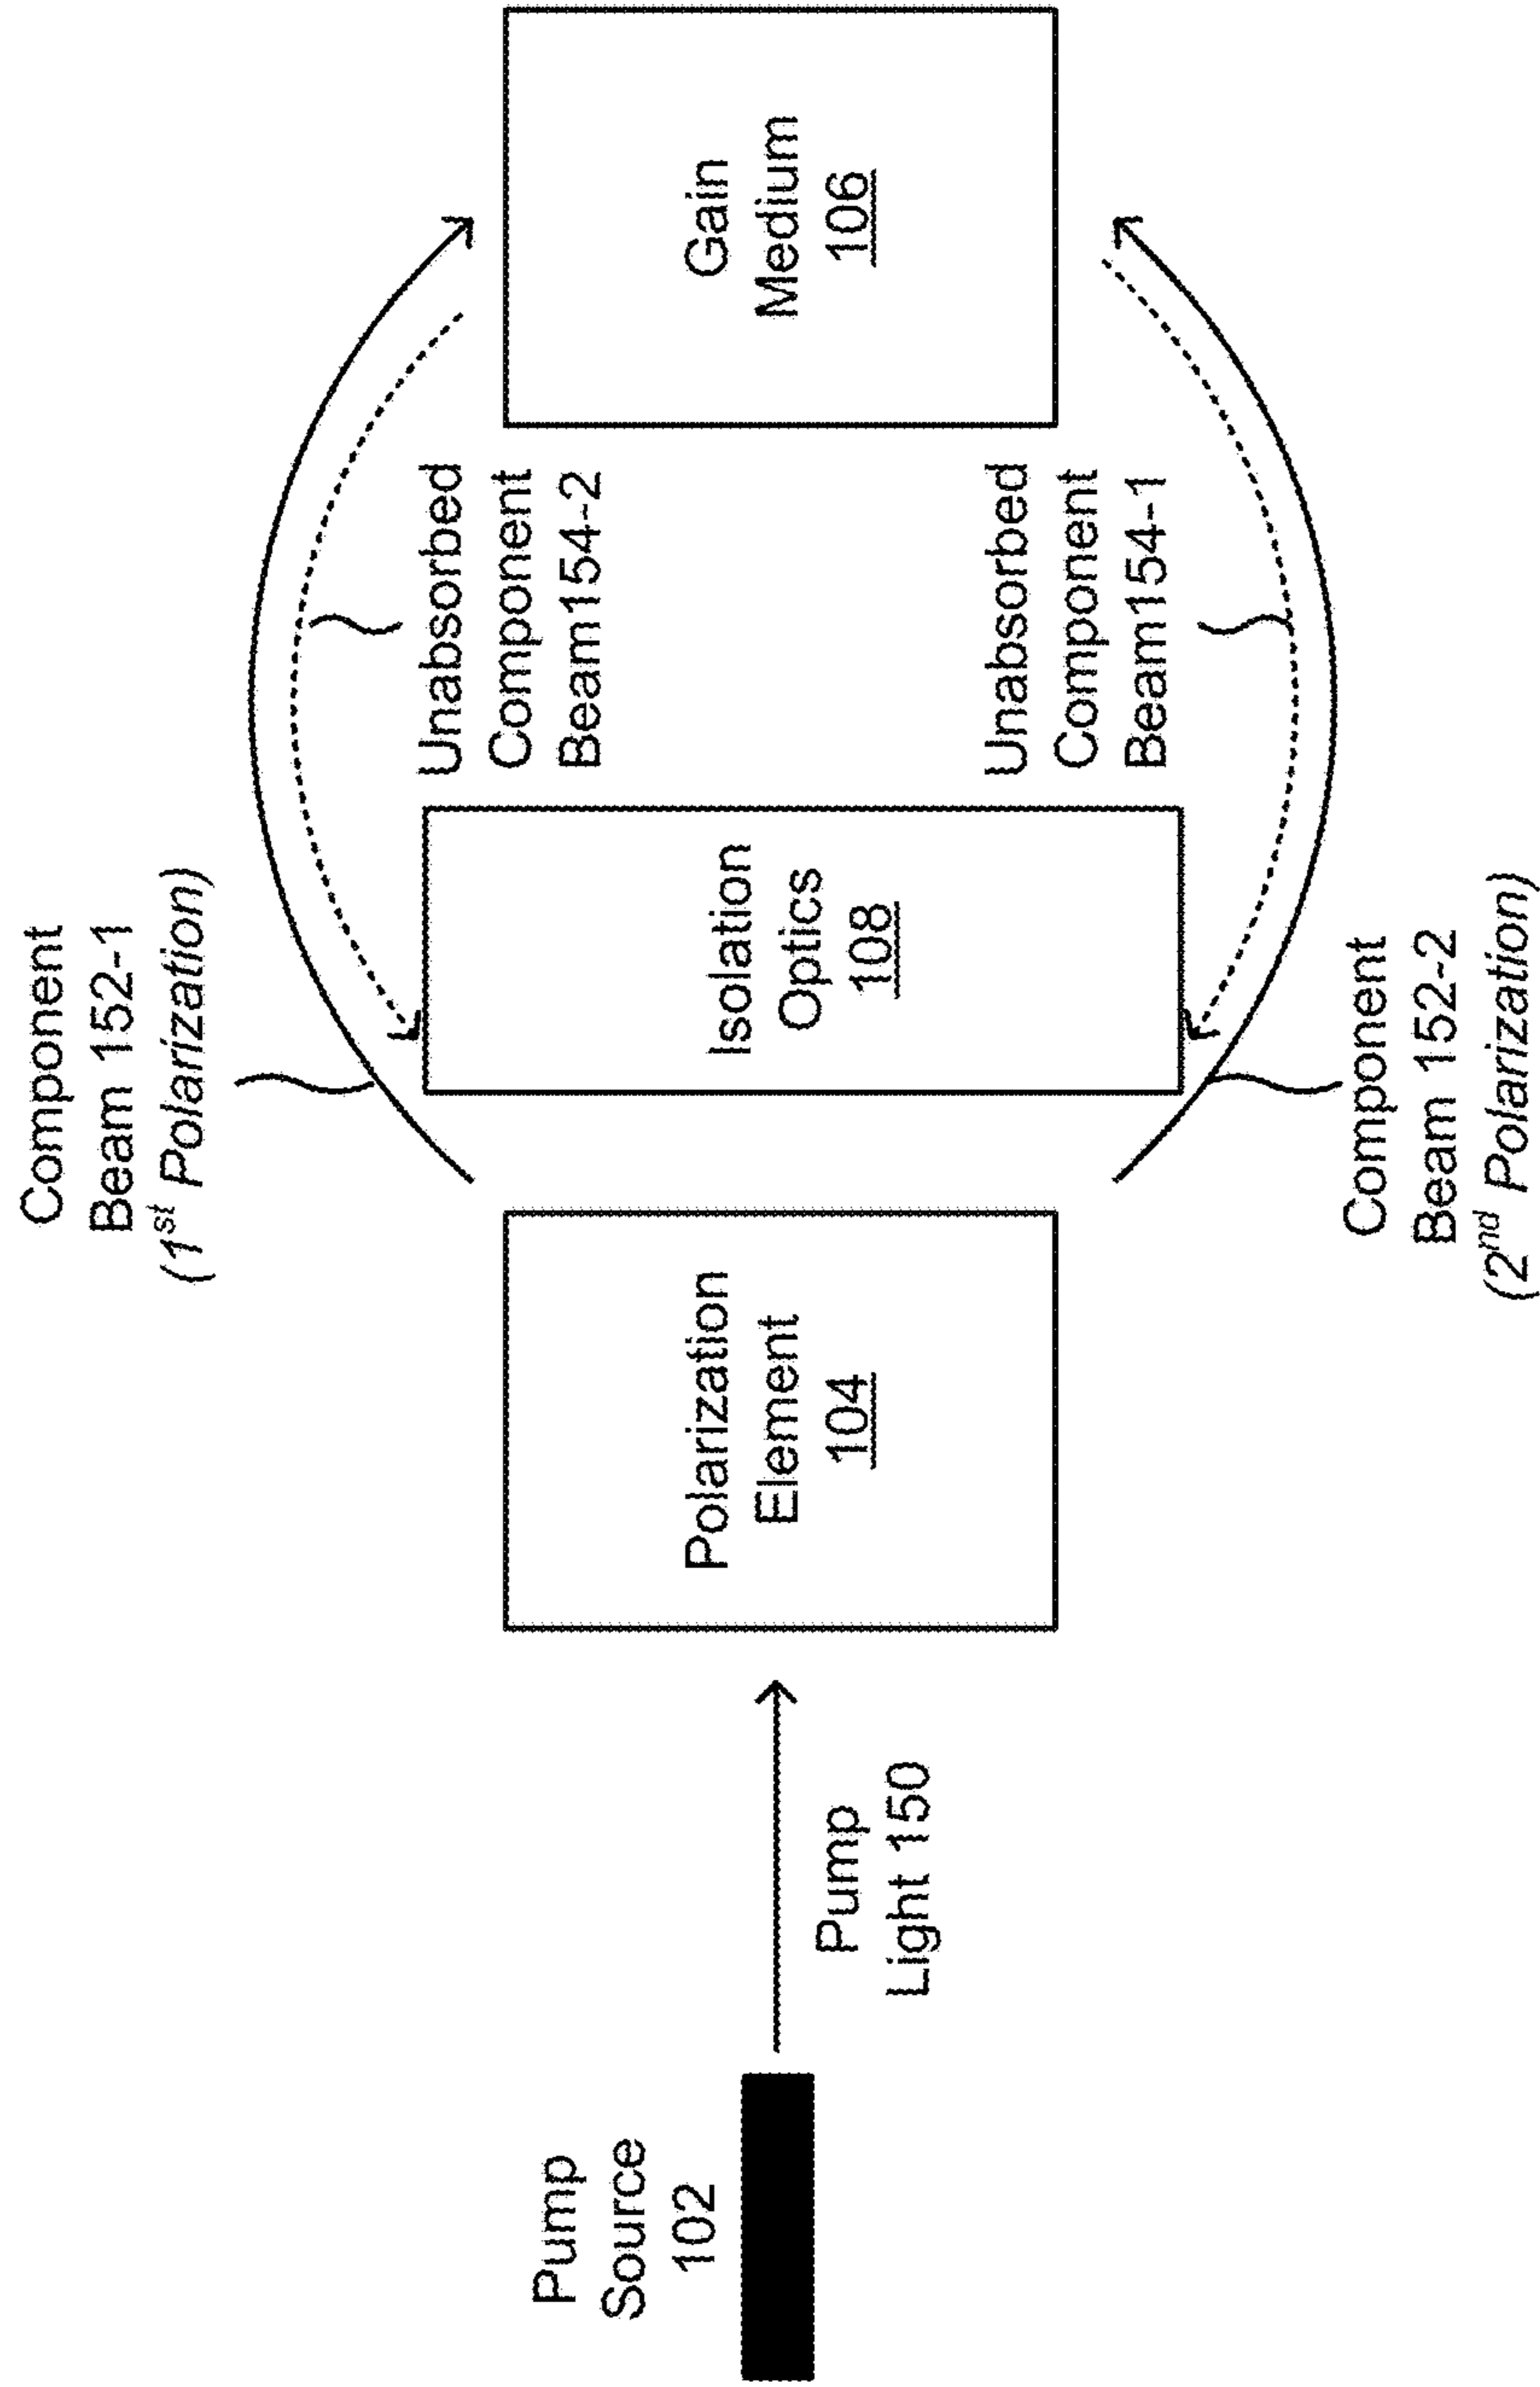 Pump
Source
102
Pump
Light 150
Polarization
Element
104
Component
Beam 152-1
(1st Polarization)
Isolation
Optics
108
Component
Beam 152-2
(2nd Polarization)
Unabsorbed
Component
Beam154-2
Unabsorbed
Component
Beam154-1
Gain
Medium
106